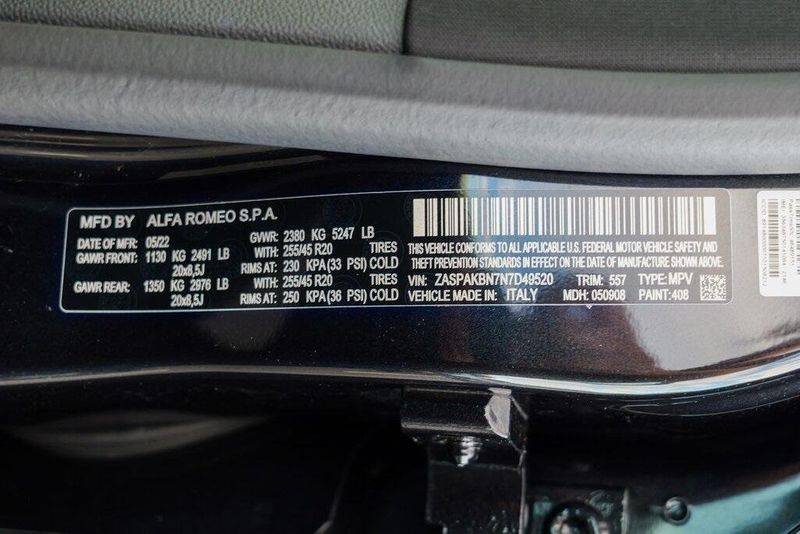 MFD BY ALFA ROMEO S.P.A.
DATE OF MFR: 05/22 GVWR: 2380 KG 5247 LB
GAWR FRONT: 1130 KG 2491 LB WITH: 255/45 R20 TIRES
20x8,5J RIMS AT: 230 KPA (33 PSI) COLD
GAWR REAR: 1350 KG 2976 LB WITH: 255/45 R20 TIRES
20x8,5J RIMS AT: 250 KPA (36 PSI) COLD
THIS VEHICLE CONFORMS TO ALL APPLICABLE U.S. FEDERAL MOTOR VEHICLE SAFETY AND
THEFT PREVENTION STANDARDS IN EFFECT ON THE DATE OF MANUFACTURE SHOWN ABOVE
VIN: ZASPAKBN7N7D49520 TRIM: 557 TYPE: MPV
VEHICLE MADE IN: ITALY MDH: 050908 PAINT: 408